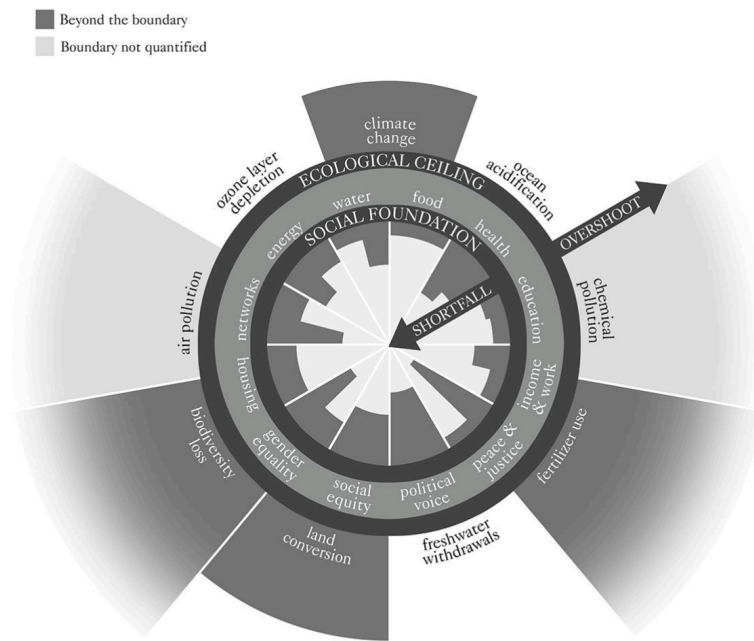 Beyond the boundary
Boundary not quantified
climate
change
ECOLOGICAL CEILING
ozone layer
depletion
ocean
acidification
OVERSHOOT
water
food
SOCIAL FOUNDATION
energy
health
SHORTFALL
air pollution
networks
education
chemical
pollution
housing
income
& work
biodiversity
loss
gender
equality
social
equity
political
voice
peace &
justice
fertilizer use
land
conversion
freshwater
withdrawals